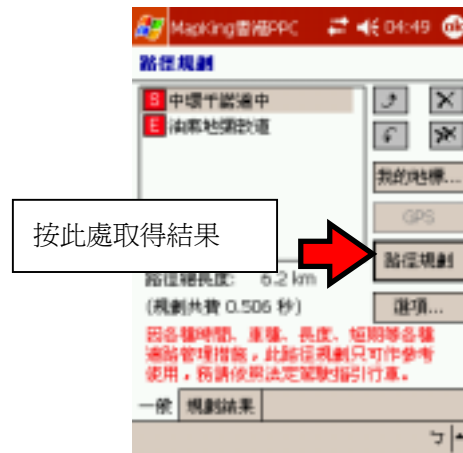 MapKing香港PPC 04:49 ok
路徑規劃
B 中環干諾道中
E 油麻地彌敦道
我的地標...
GPS
按此處取得結果
路徑規劃
路徑總長度: 6.2 km
(規劃共費 0.506 秒)
選項...
因各種時間、車種、長度、短期等各種
道路管理措施，此路徑規劃只可作參考
使用，務請依照法定駕駛指引行車。
一般 規劃結果
ㄅ